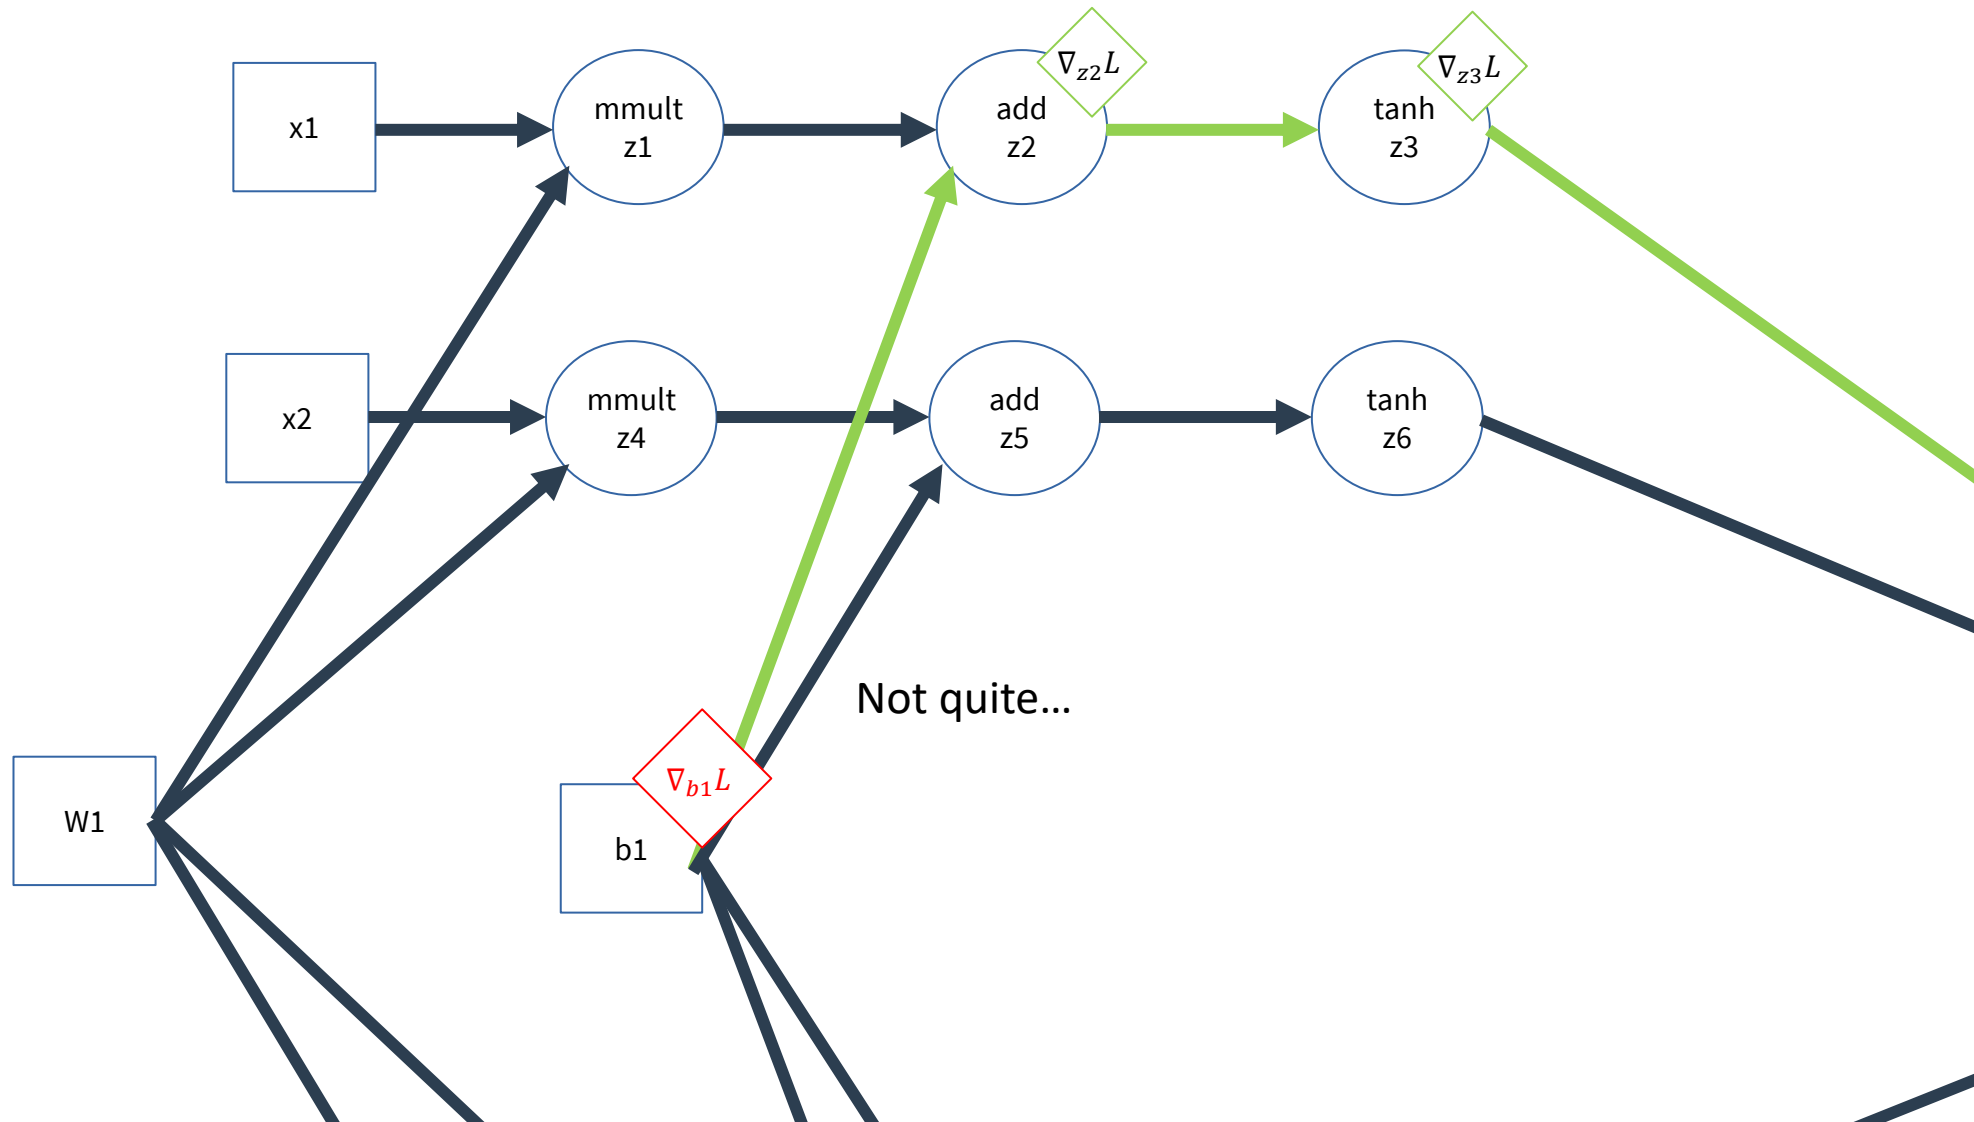 x1
mmult
z1
add
z2
∇z2L
tanh
z3
∇z3L
x2
mmult
z4
add
z5
tanh
z6
Not quite...
W1
b1
∇b1L